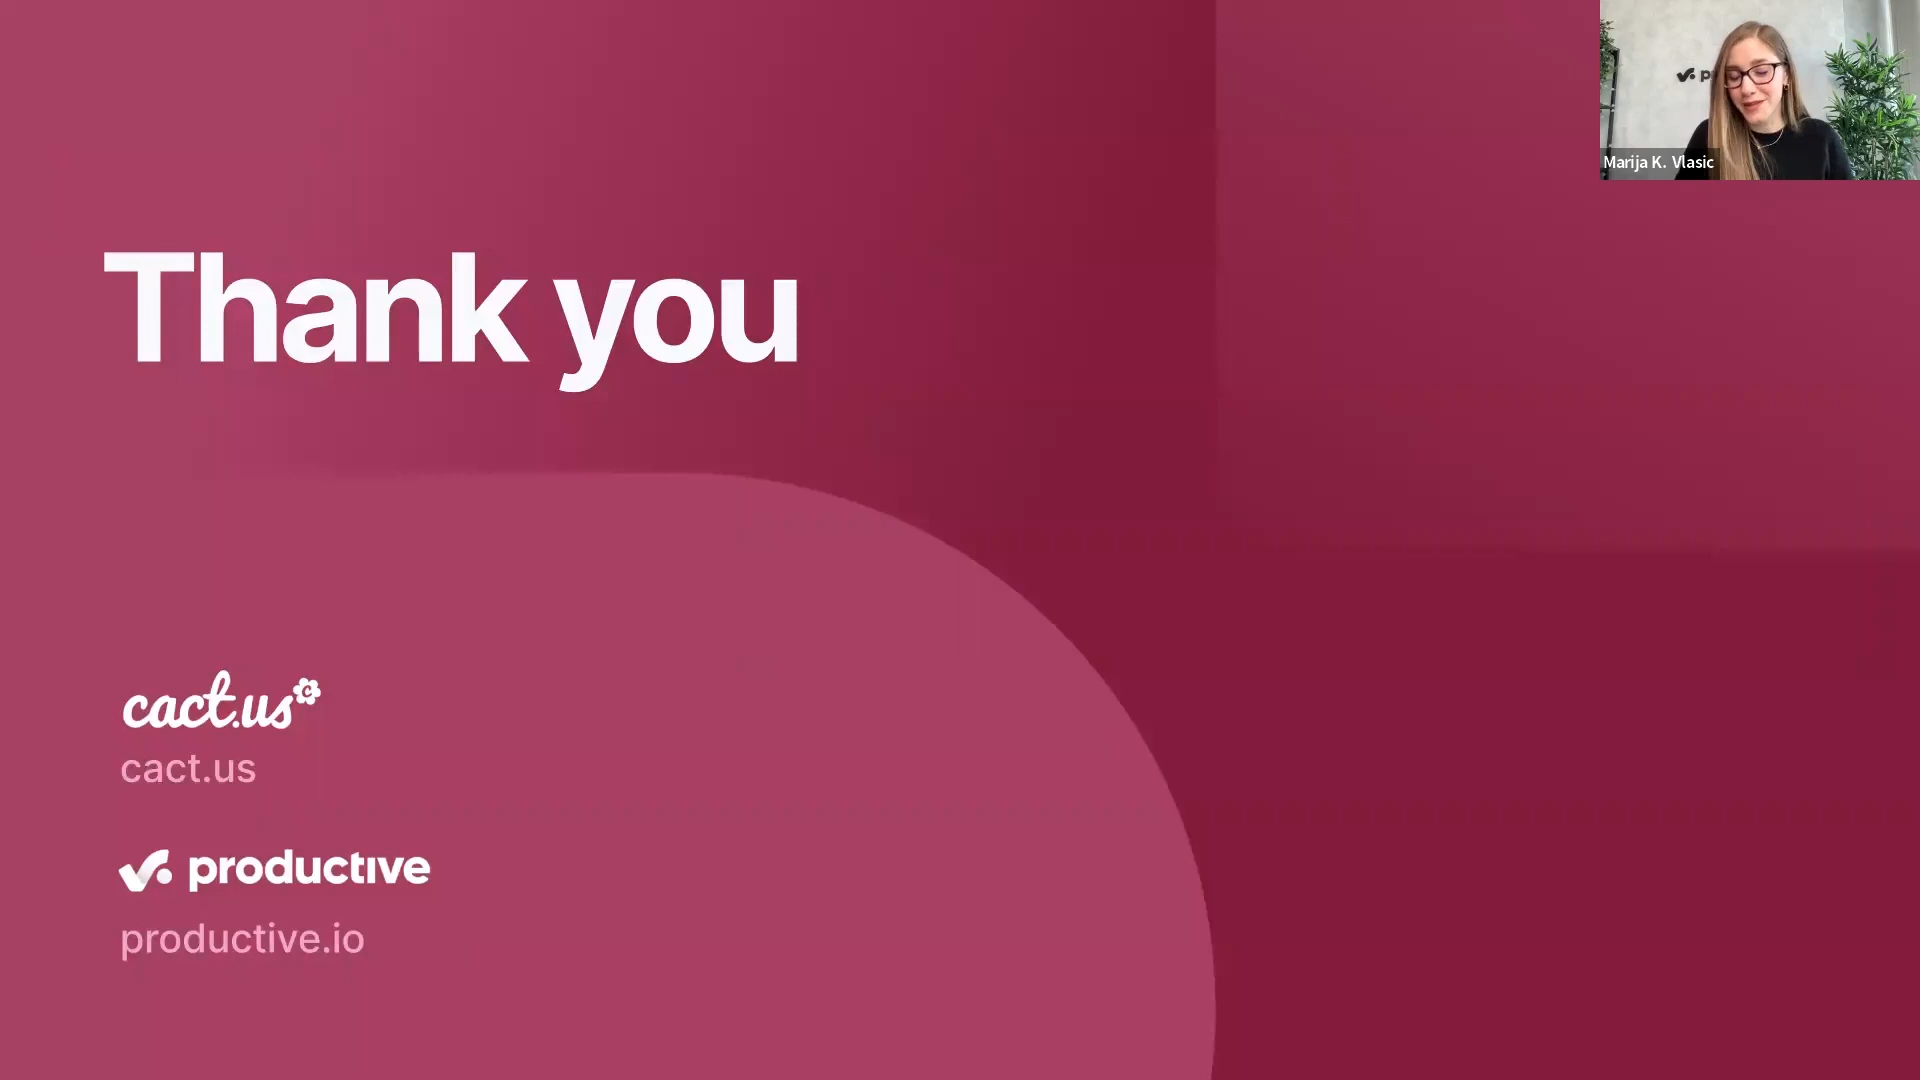 Marija K. Vlasic
Thank you
cact.us
cact.us
productive
productive.io